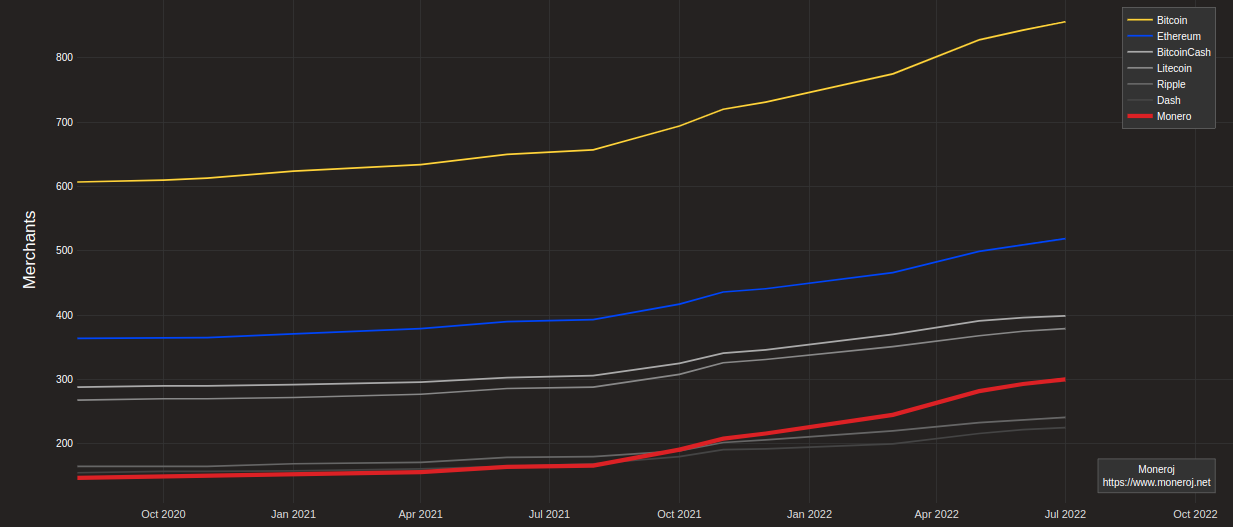 Bitcoin
Ethereum
BitcoinCash
Litecoin
Ripple
Dash
Monero
800
700
600
500
400
300
200
Merchants
Oct 2020
Jan 2021
Apr 2021
Jul 2021
Oct 2021
Jan 2022
Apr 2022
Jul 2022
Oct 2022
Moneroj
https://www.moneroj.net